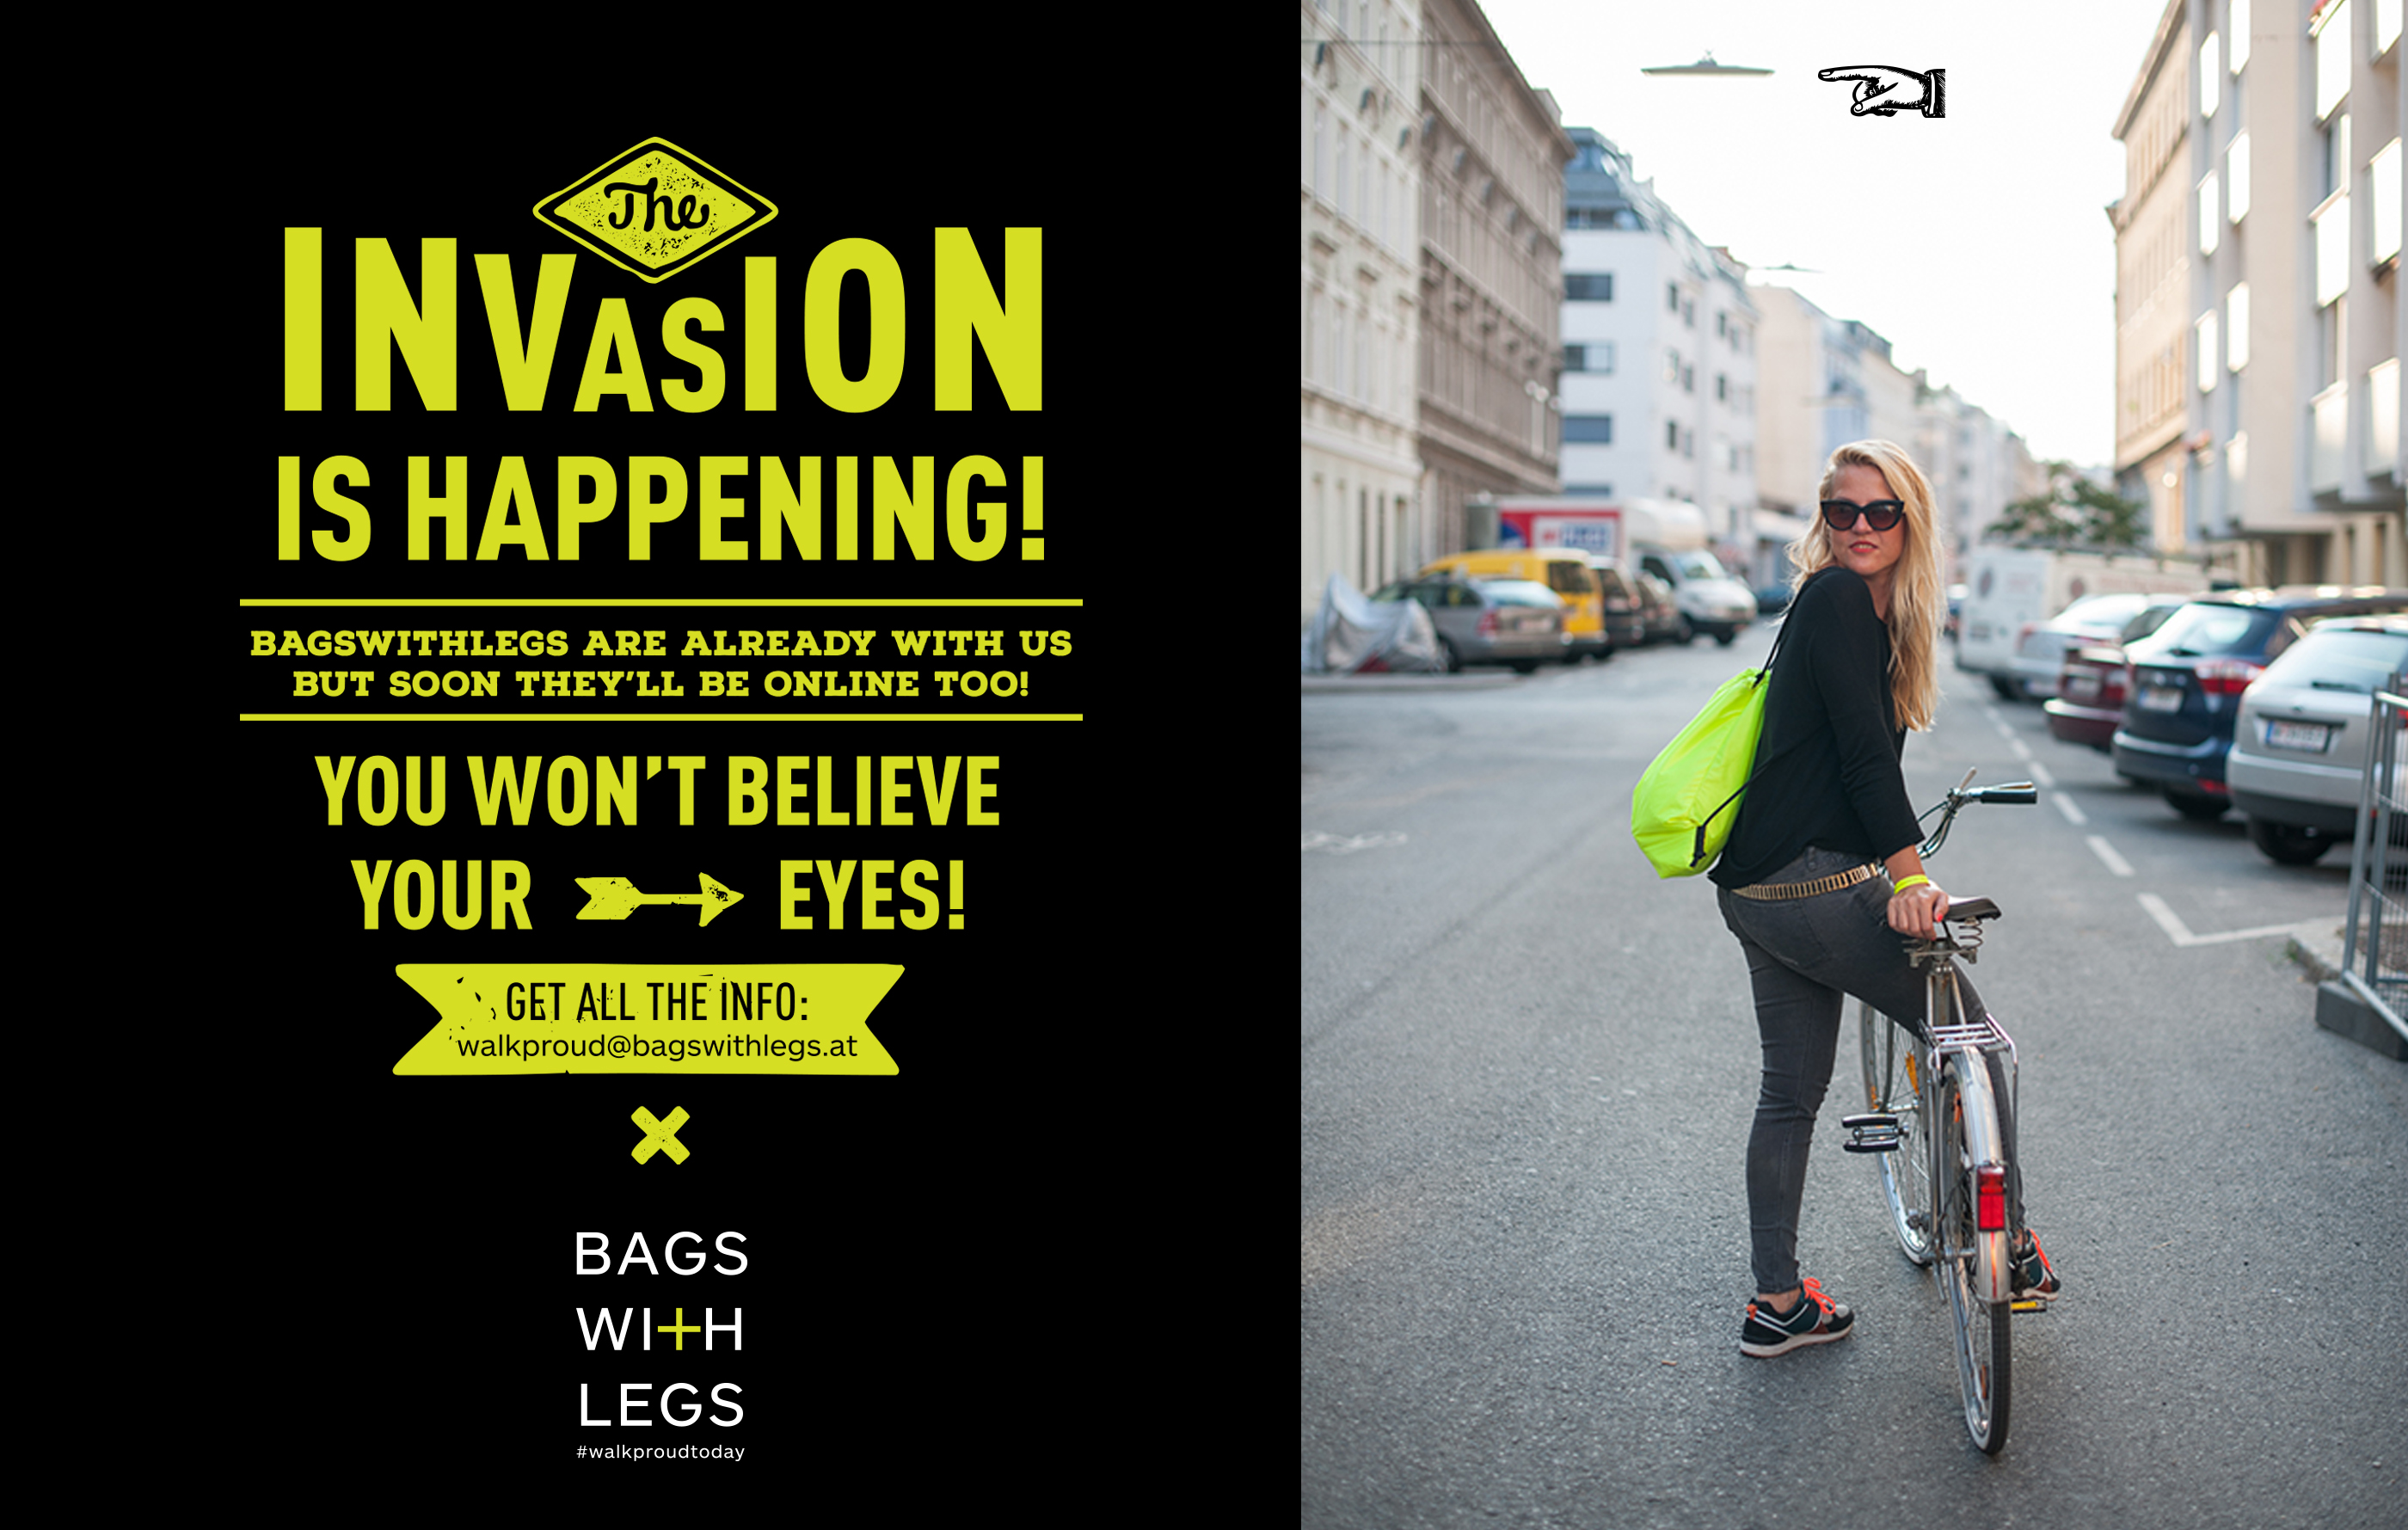 The
INVASION
IS HAPPENING!
BAGSWITHLEGS ARE ALREADY WITH US
BUT SOON THEY'LL BE ONLINE TOO!
YOU WON'T BELIEVE
YOUR EYES!
GET ALL THE INFO:
walkproud@bagswithlegs.at
BAGS
WITH
LEGS
#walkproudtoday